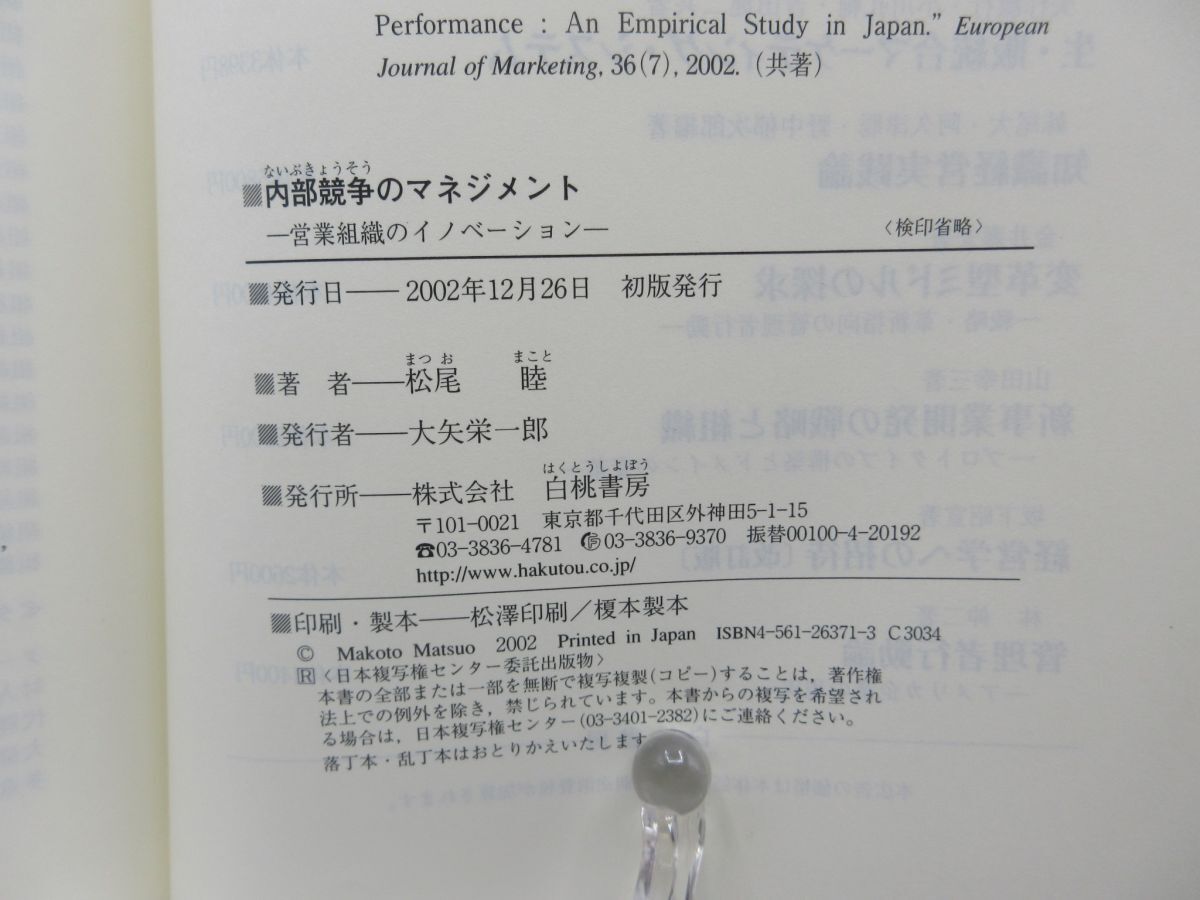 Performance : An Empirical Study in Japan.” European
Journal of Marketing, 36(7), 2002. (共著)
ないぶきょうそう
▨内部競争のマネジメント
―営業組織のイノベーション―　〈検印省略〉
▨発行日―― 2002年12月26日　初版発行
まつ お　まこと
▨著　者――松尾　睦
▨発行者――大矢栄一郎
はくとうしよぼう
▨発行所――株式会社　白桃書房
〒101-0021　東京都千代田区外神田5-1-15
☎03-3836-4781　℻03-3836-9370　振替00100-4-20192
http://www.hakutou.co.jp/
▨印刷・製本――松澤印刷／榎本製本
© Makoto Matsuo 2002 Printed in Japan ISBN4-561-26371-3 C3034
Ⓡ〈日本複写権センター委託出版物〉
本書の全部または一部を無断で複写複製(コピー)することは，著作権
法上での例外を除き，禁じられています。本書からの複写を希望され
る場合は，日本複写権センター(03-3401-2382)にご連絡ください。
落丁本・乱丁本はおとりかえいたします